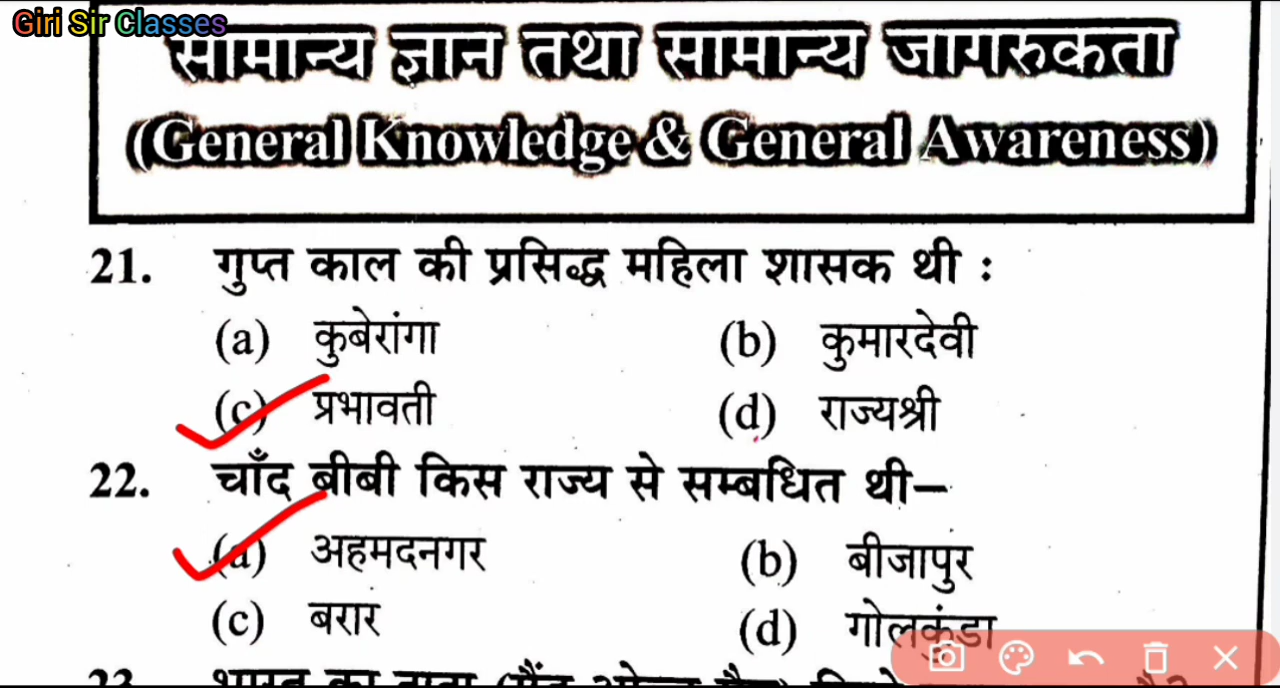 Giri Sir Classes
सामान्य ज्ञान तथा सामान्य जागरुकता
(General Knowledge & General Awareness)
21. गुप्त काल की प्रसिद्ध महिला शासक थी :
(a) कुबेरांगा (b) कुमारदेवी
(c) प्रभावती (d) राज्यश्री
22. चाँद बीबी किस राज्य से सम्बधित थी–
(a) अहमदनगर (b) बीजापुर
(c) बरार (d) गोलकुंडा